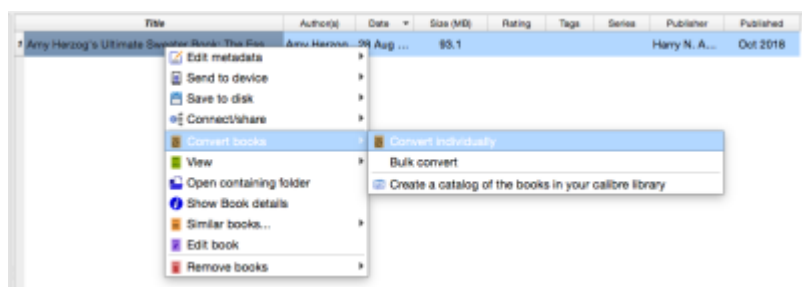 Title Author(s) Date Size (MB) Rating Tags Series Publisher Published
1 Amy Herzog's Ultimate Sweater Book: The Ess... Amy Herzog 28 Aug ... 93.1 Harry N. A... Oct 2018
Edit metadata
Send to device
Save to disk
Connect/share
Convert books
Convert individually
View
Bulk convert
Open containing folder
Create a catalog of the books in your calibre library
Show Book details
Similar books...
Edit book
Remove books